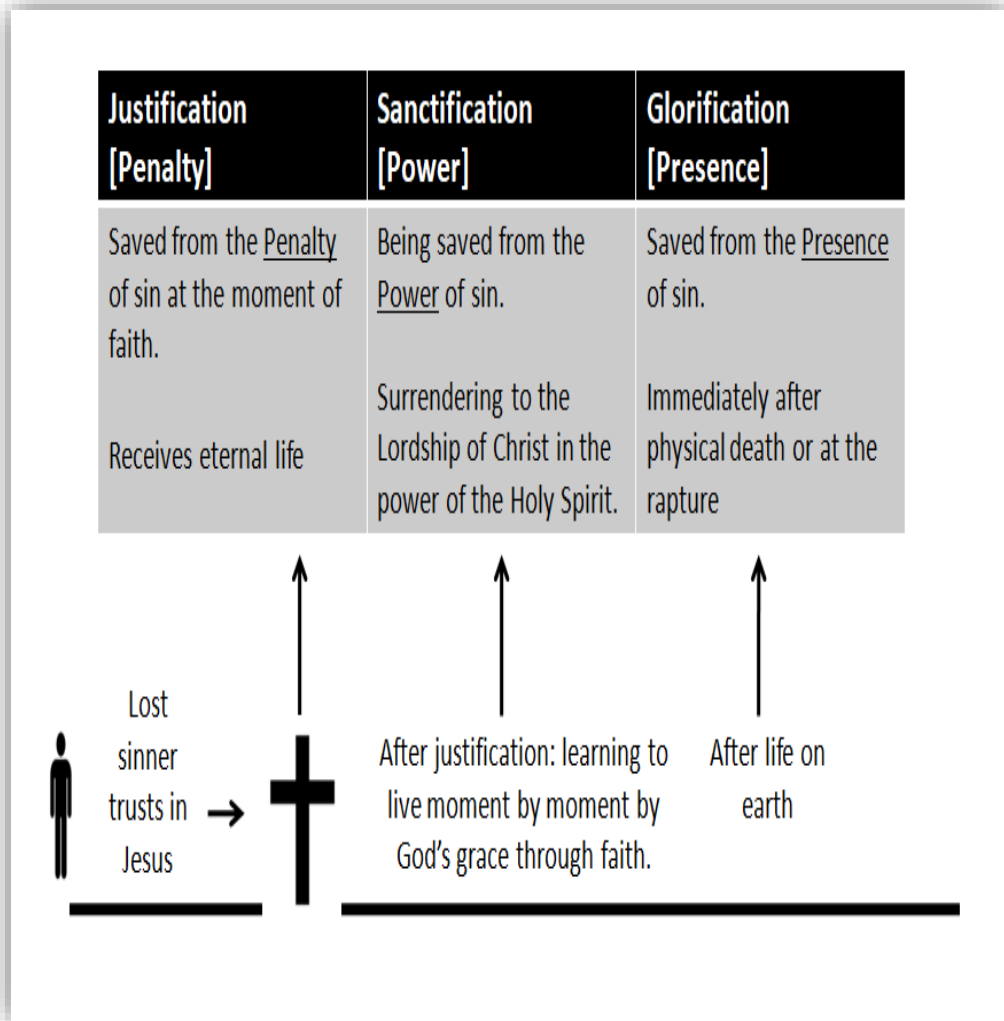 Justification
[Penalty]
Sanctification
[Power]
Glorification
[Presence]
Saved from the Penalty
of sin at the moment of
faith.
Receives eternal life
Being saved from the
Power of sin.
Surrendering to the
Lordship of Christ in the
power of the Holy Spirit.
Saved from the Presence
of sin.
Immediately after
physical death or at the
rapture
Lost
sinner
trusts in
Jesus
After justification: learning to
live moment by moment by
God's grace through faith.
After life on
earth